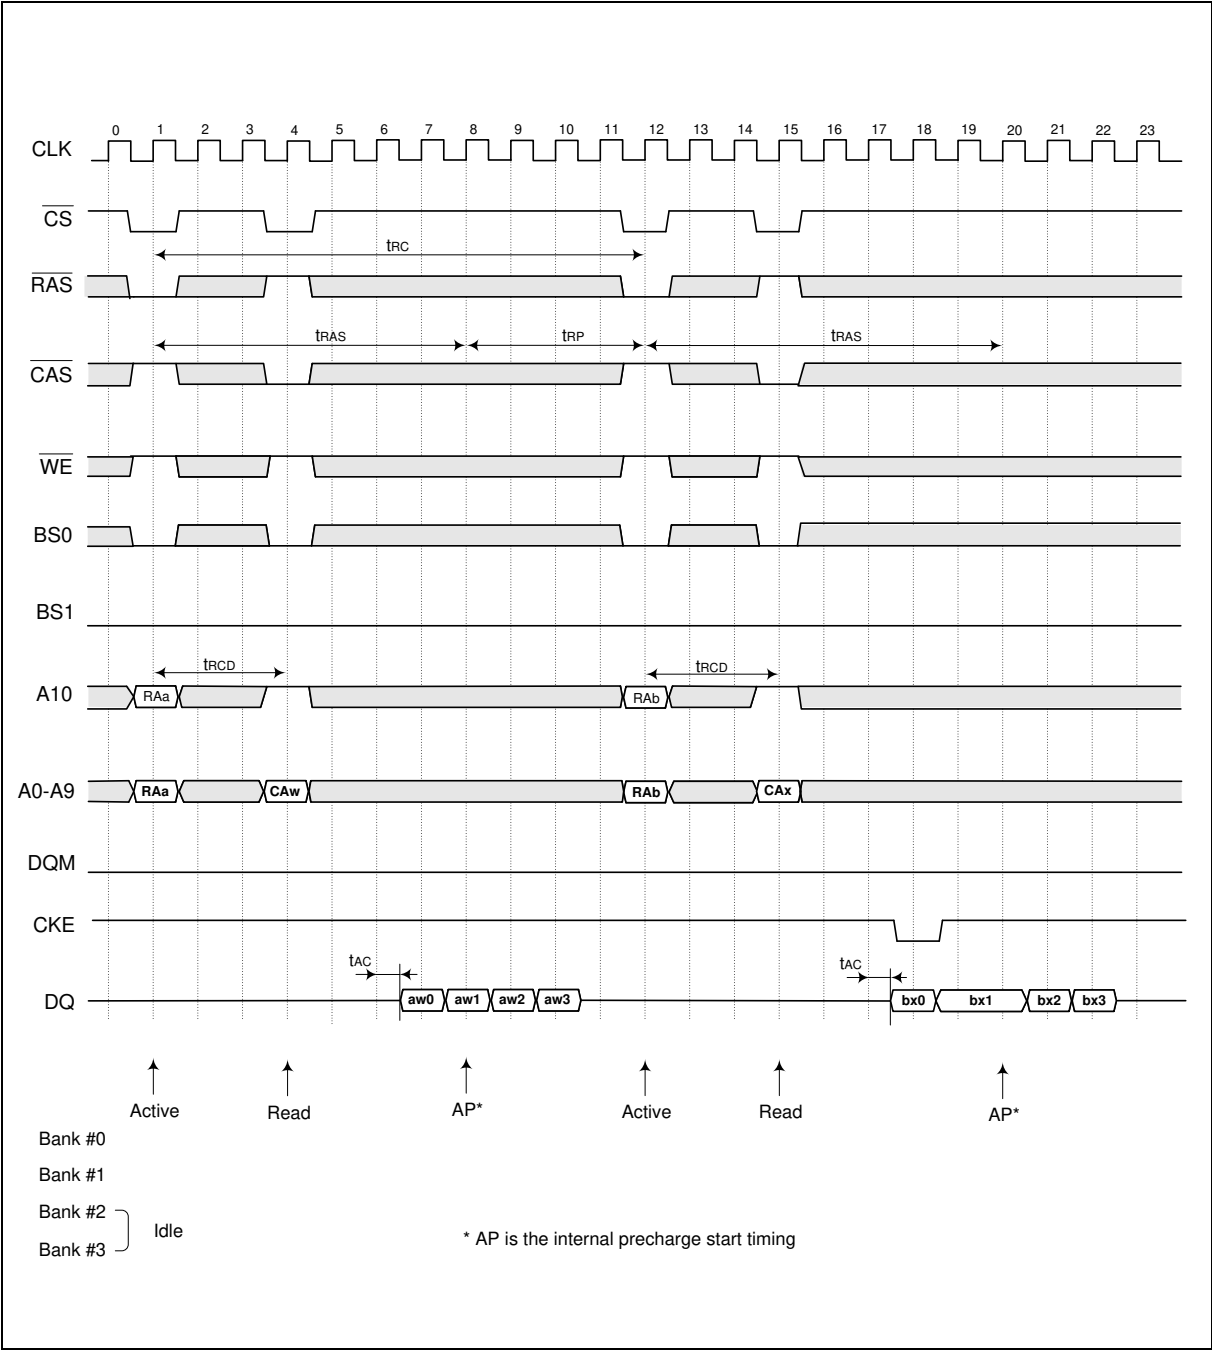 0 1 2 3 4 5 6 7 8 9 10 11 12 13 14 15 16 17 18 19 20 21 22 23
CLK
CS
tRC
RAS
tRAS tRP tRAS
CAS
WE
BS0
BS1
tRCD tRCD
A10 RAa RAb
A0-A9 RAa CAw RAb CAx
DQM
CKE
tAC tAC
DQ aw0 aw1 aw2 aw3 bx0 bx1 bx2 bx3
Active Read AP* Active Read AP*
Bank #0
Bank #1
Bank #2
Idle
Bank #3
* AP is the internal precharge start timing